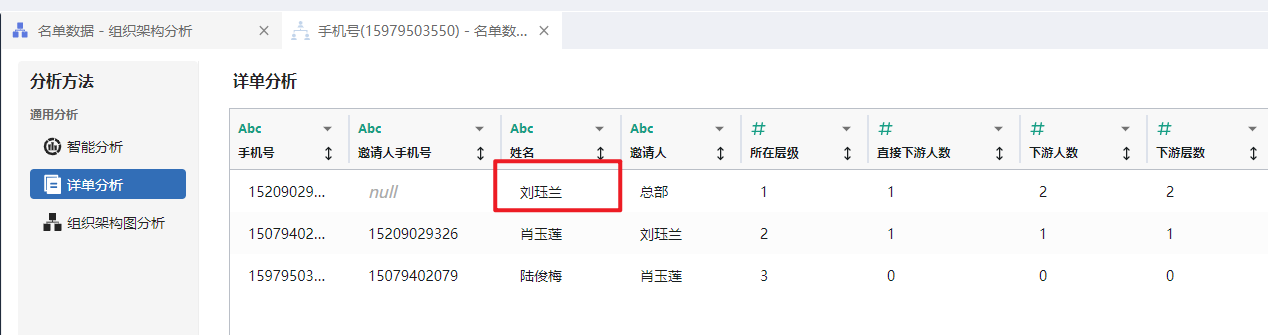 名单数据 - 组织架构分析
手机号(15979503550) - 名单数...
分析方法
通用分析
智能分析
详单分析
组织架构图分析
详单分析
Abc Abc Abc Abc # # # #
手机号 邀请人手机号 姓名 邀请人 所在层级 直接下游人数 下游人数 下游层数
15209029... null 刘珏兰 总部 1 1 2 2
15079402... 15209029326 肖玉莲 刘珏兰 2 1 1 1
15979503... 15079402079 陆俊梅 肖玉莲 3 0 0 0